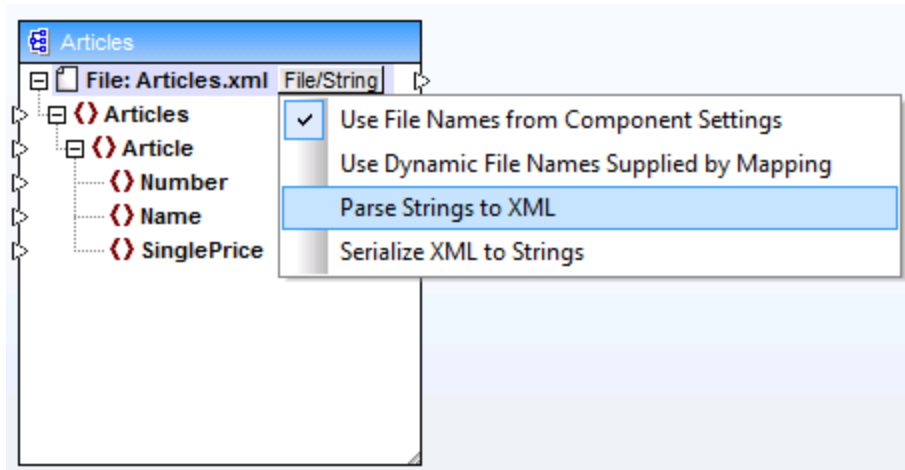 Articles
File: Articles.xml File/String
Articles
Article
Number
Name
SinglePrice
Use File Names from Component Settings
Use Dynamic File Names Supplied by Mapping
Parse Strings to XML
Serialize XML to Strings